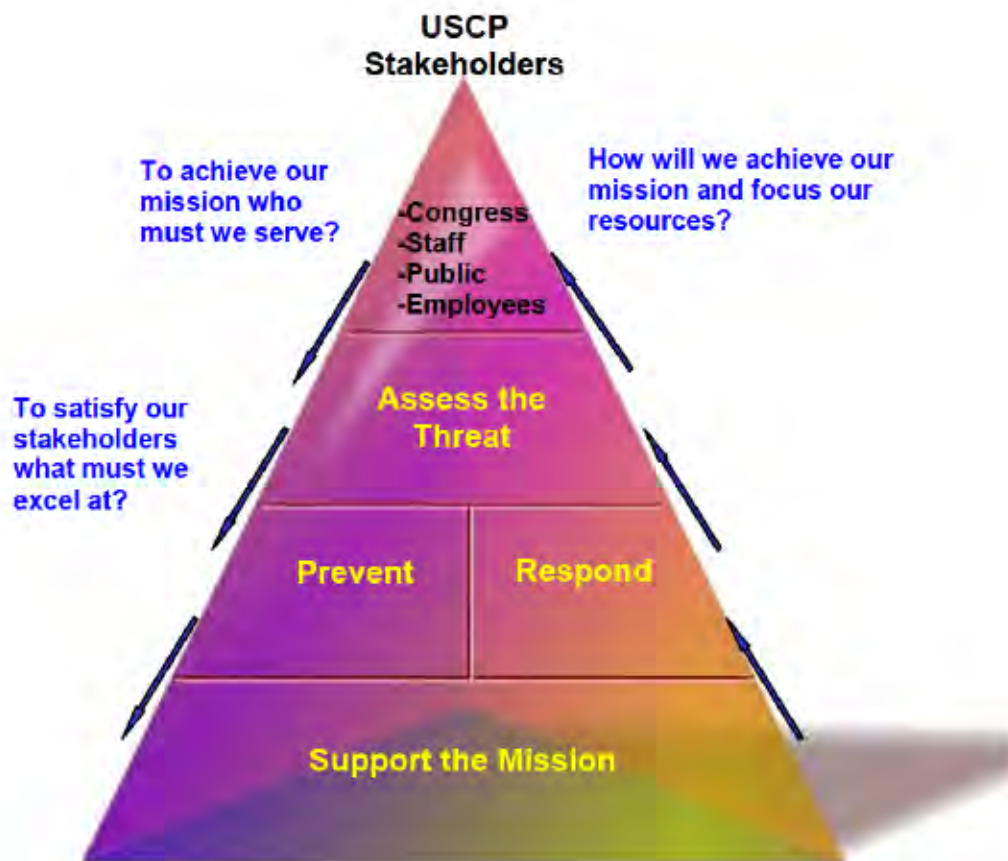 USCP
Stakeholders
To achieve our
mission who
must we serve?
How will we achieve our
mission and focus our
resources?
-Congress
-Staff
-Public
-Employees
To satisfy our
stakeholders
what must we
excel at?
Assess the
Threat
Prevent
Respond
Support the Mission